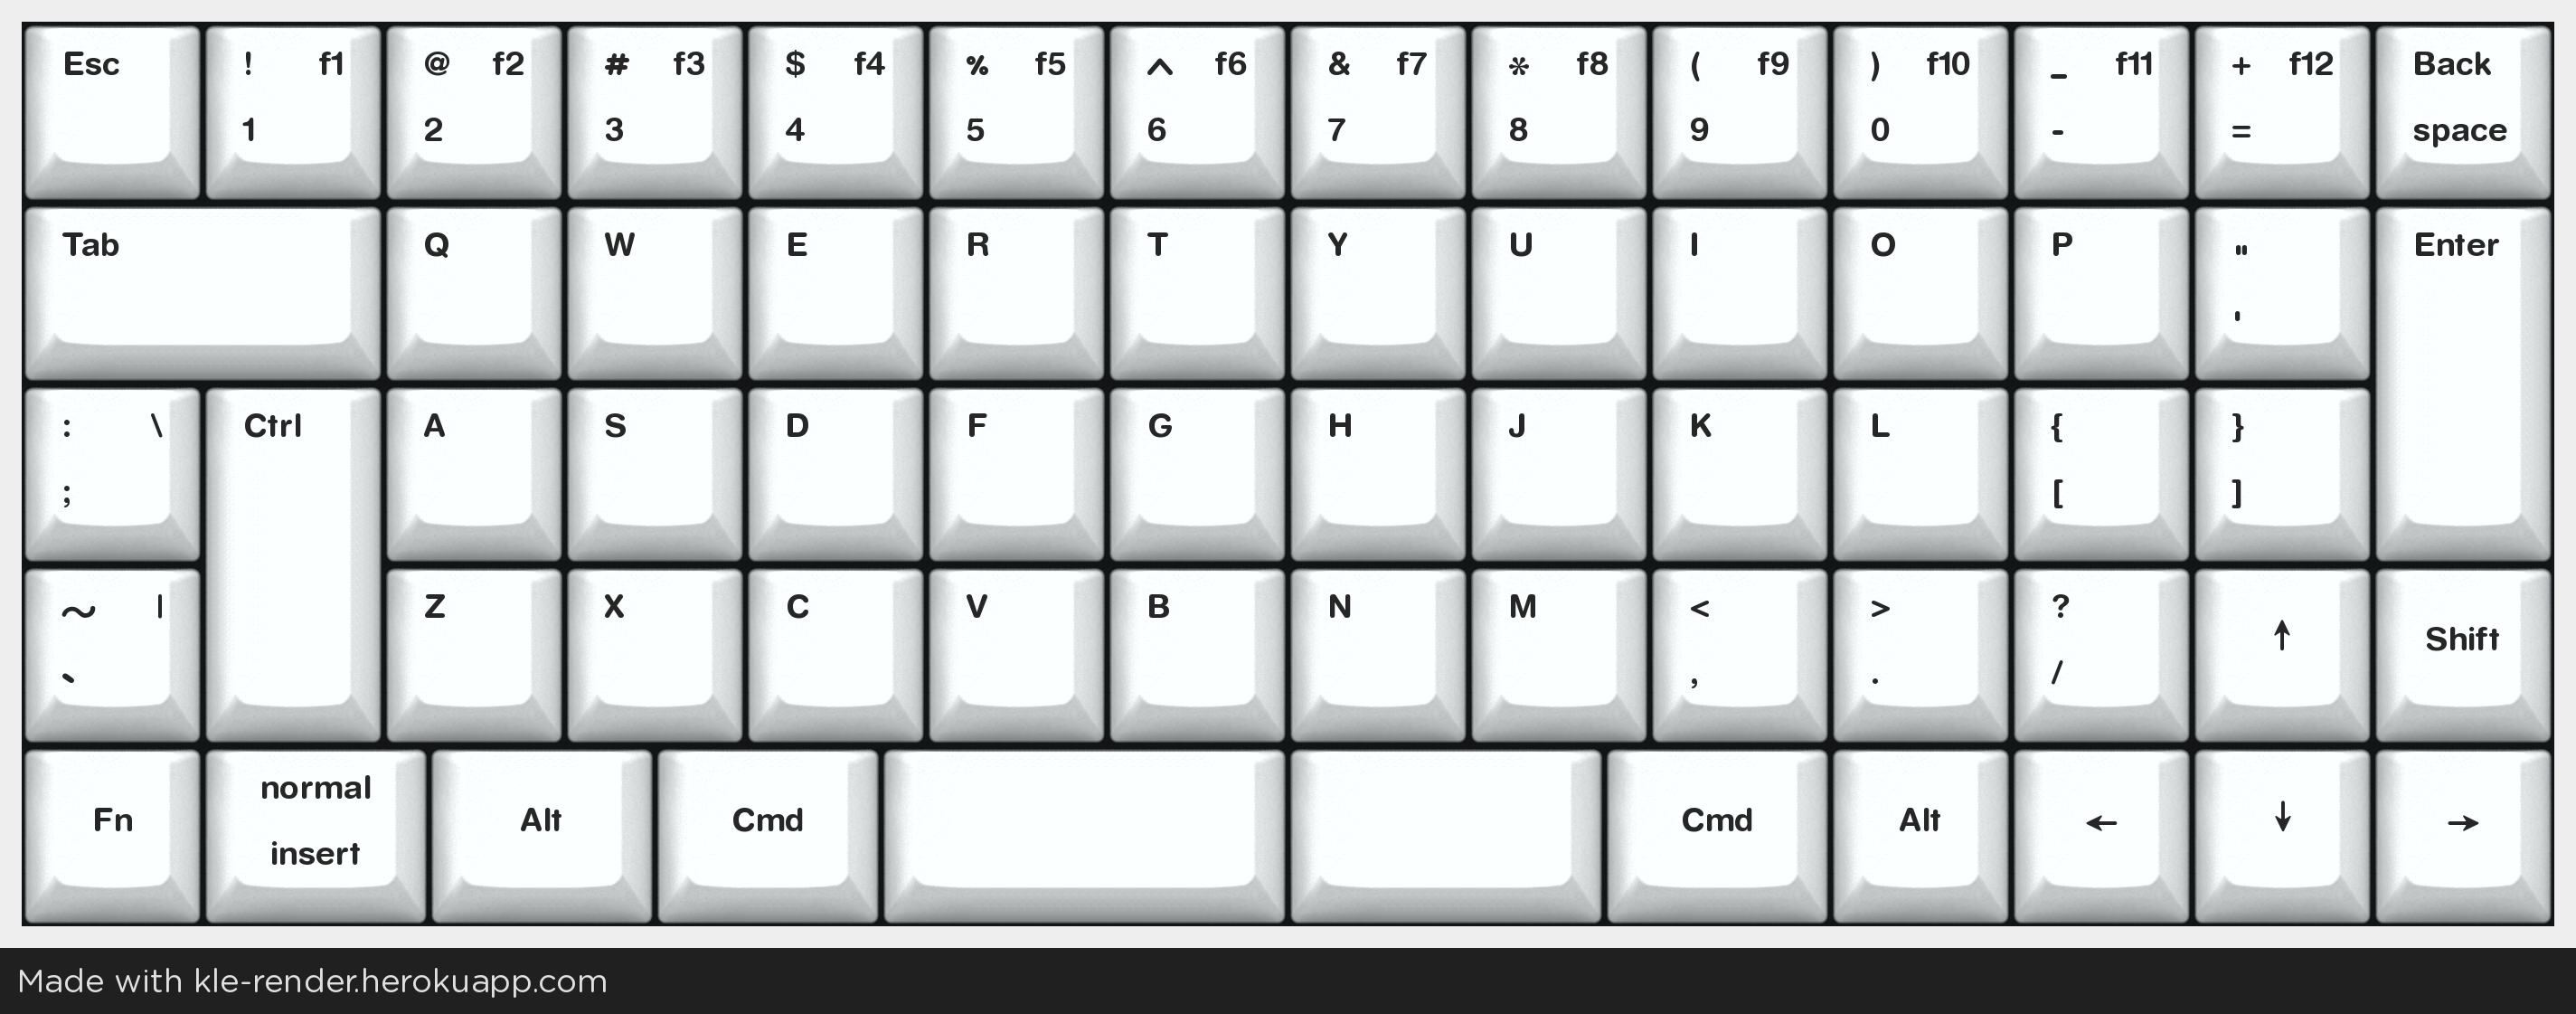 Esc ! f1 @ f2 # f3 $ f4 % f5 ^ f6 & f7 * f8 ( f9 ) f10 _ f11 + f12 Back
1 2 3 4 5 6 7 8 9 0 - = space
Tab Q W E R T Y U I O P " Enter
'
: \ Ctrl A S D F G H J K L { }
; [ ]
~ | Z X C V B N M < > ? ↑ Shift
` , . /
Fn normal Alt Cmd Cmd Alt ← ↓ →
insert
Made with kle-render.herokuapp.com